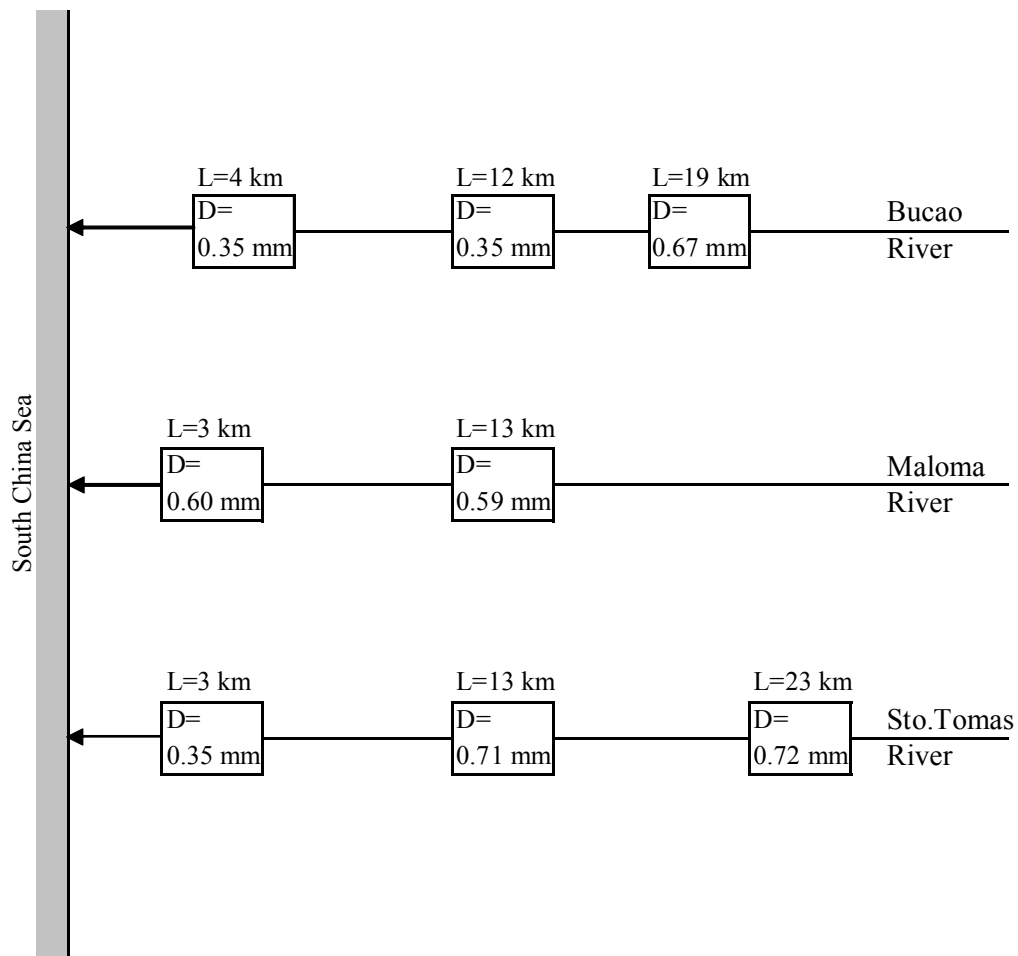 L=4 km
L=12 km
L=19 km
D=
0.35 mm
D=
0.35 mm
D=
0.67 mm
Bucao
River
South China Sea
L=3 km
L=13 km
D=
0.60 mm
D=
0.59 mm
Maloma
River
L=3 km
L=13 km
L=23 km
D=
0.35 mm
D=
0.71 mm
D=
0.72 mm
Sto.Tomas
River